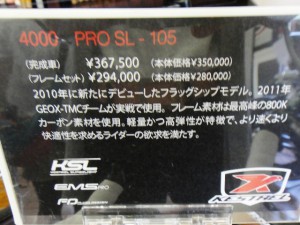 4000 PRO SL - 105
(完成車) ¥367,500 (本体価格¥350,000)
(フレームセット) ¥294,000 (本体価格¥280,000)
2010年に新たにデビューしたフラッグシップモデル。2011年
GEOX-TMCチームが実戦で使用。フレーム素材は最高峰の800K
カーボン素材を使用。軽量かつ高弾性が特徴で、より速くより
快適性を求めるライダーの欲求を満たす。
KSL
EMS PRO
FD
KESTREL